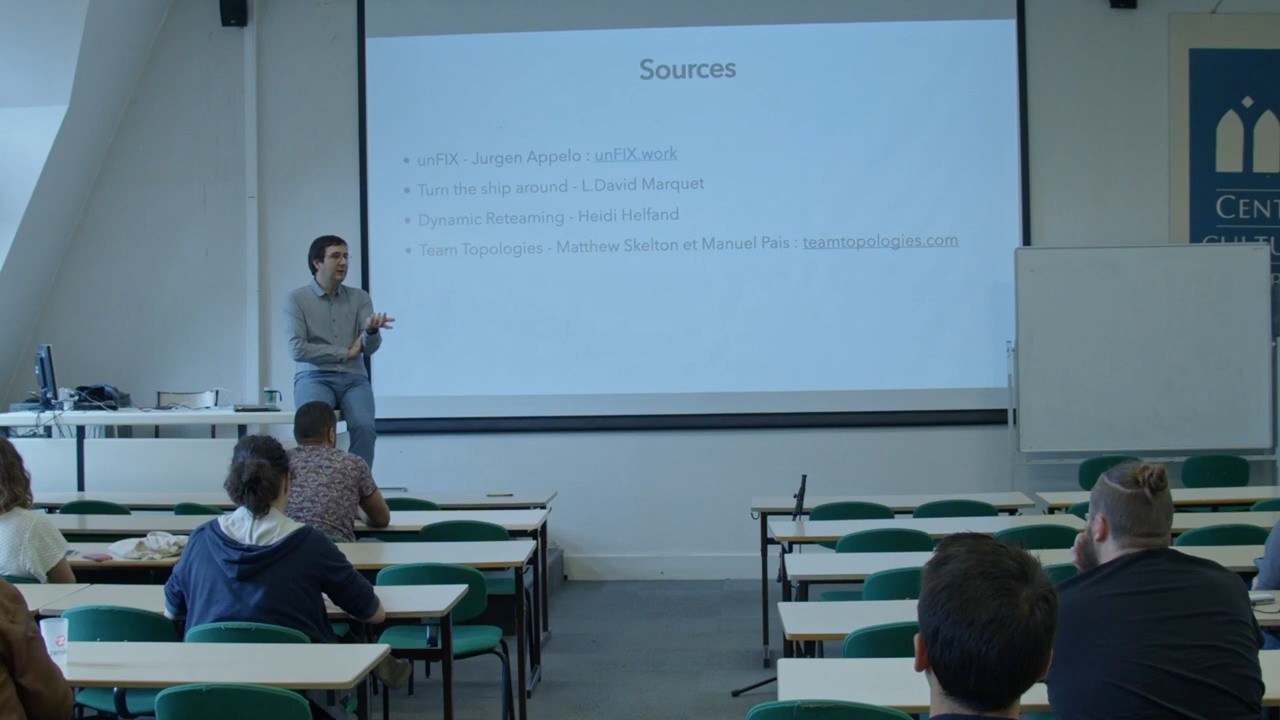 Sources
• unFIX - Jurgen Appelo : unFIX.work
• Turn the ship around - L.David Marquet
• Dynamic Reteaming - Heidi Helfand
• Team Topologies - Matthew Skelton et Manuel Pais : teamtopologies.com
CENT
CULTU